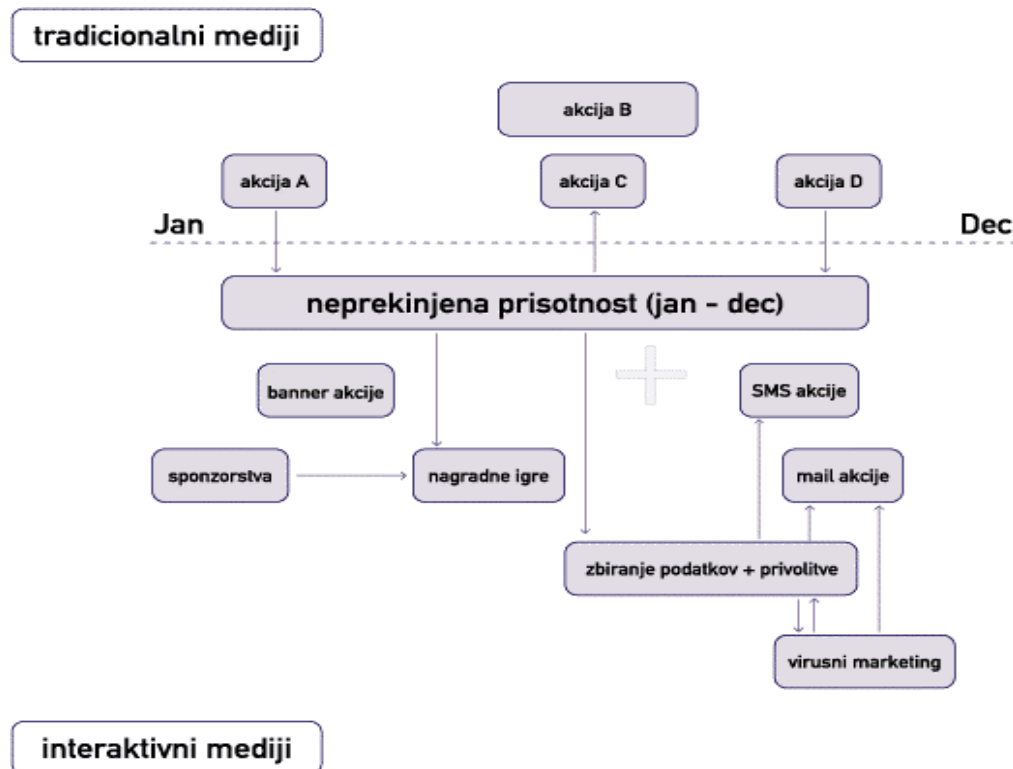 tradicionalni mediji
akcija B
akcija A
akcija C
akcija D
Jan
Dec
neprekinjena prisotnost (jan - dec)
banner akcije
SMS akcije
sponzorstva
nagradne igre
mail akcije
zbiranje podatkov + privolitve
virusni marketing
interaktivni mediji